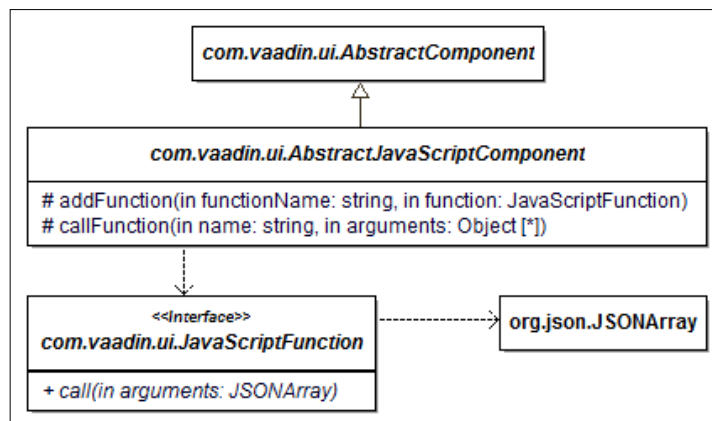 com.vaadin.ui.AbstractComponent
com.vaadin.ui.AbstractJavaScriptComponent
# addFunction(in functionName: string, in function: JavaScriptFunction)
# callFunction(in name: string, in arguments: Object [*])
<<Interface>>
com.vaadin.ui.JavaScriptFunction
+ call(in arguments: JSONArray)
org.json.JSONArray